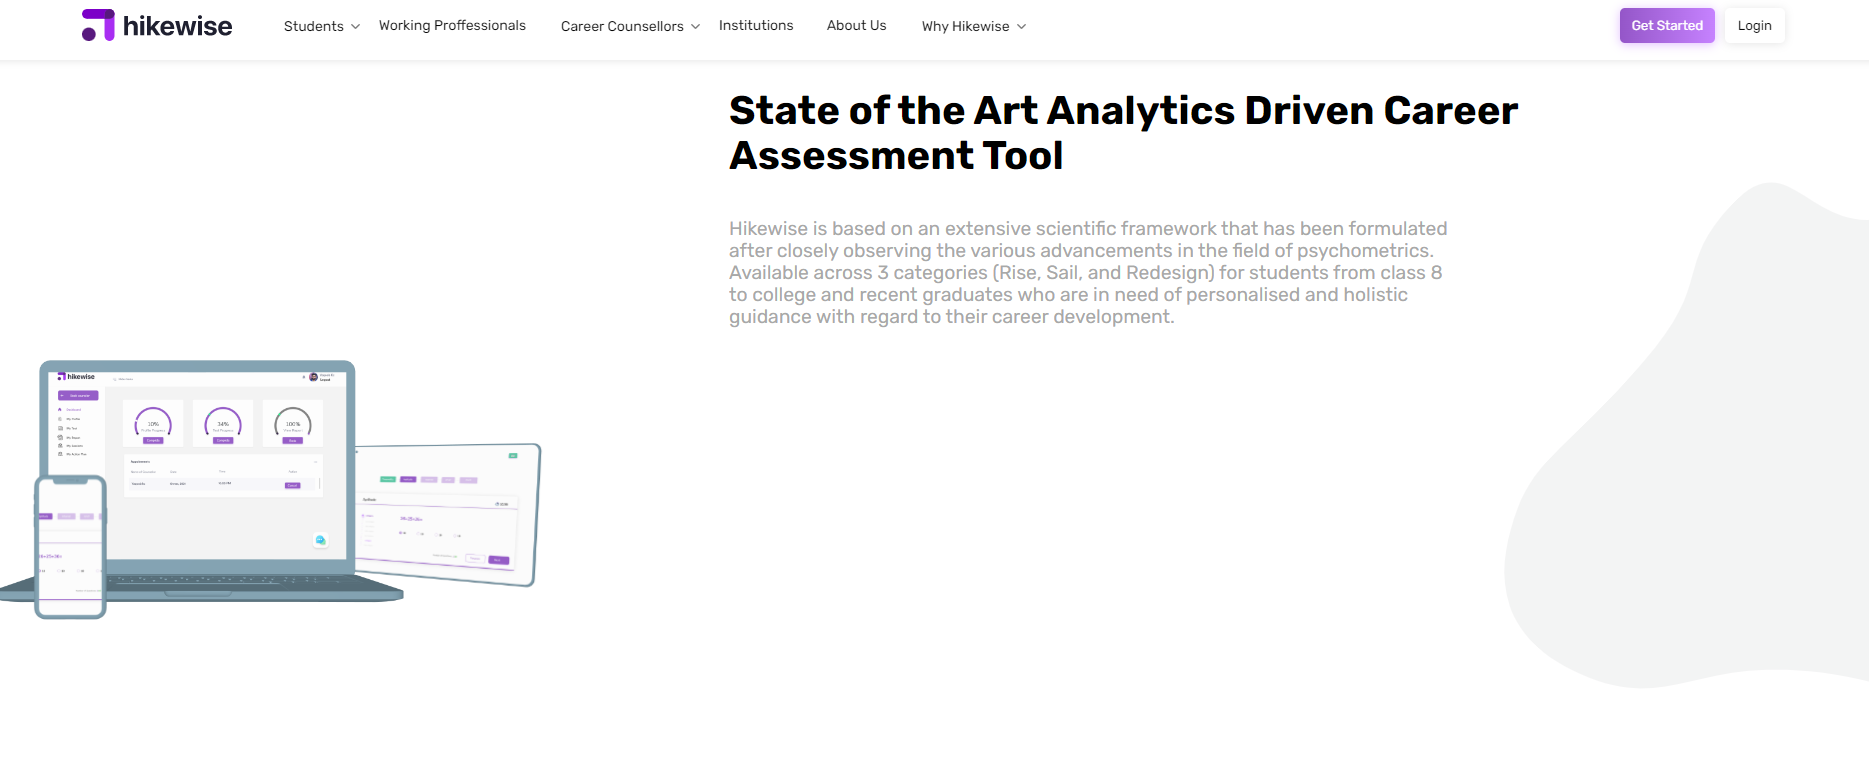 hikewise
Students
Working Proffessionals
Career Counsellors
Institutions
About Us
Why Hikewise
Get Started
Login
State of the Art Analytics Driven Career
Assessment Tool
Hikewise is based on an extensive scientific framework that has been formulated
after closely observing the various advancements in the field of psychometrics.
Available across 3 categories (Rise, Sail, and Redesign) for students from class 8
to college and recent graduates who are in need of personalised and holistic
guidance with regard to their career development.
hikewise
10%
34%
100%